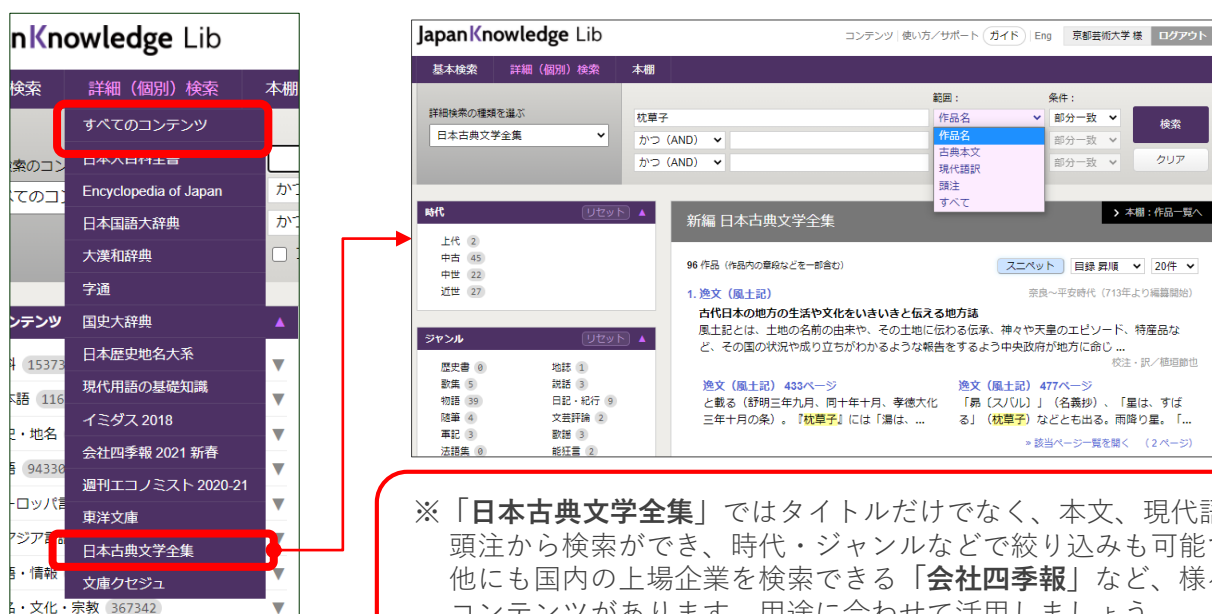 nKnowledge Lib
検索 詳細（個別）検索 本棚
すべてのコンテンツ
日本大百科全書
Encyclopedia of Japan
日本国語大辞典
大漢和辞典
字通
国史大辞典
日本歴史地名大系
現代用語の基礎知識
イミダス 2018
会社四季報 2021 新春
週刊エコノミスト 2020-21
東洋文庫
日本古典文学全集
文庫クセジュ
索のコン
べてのコ
かつ
かつ
ンテンツ ▲
15373 ▼
語 116 ▼
・地名 ▼
94330 ▼
ーロッパ言 ▼
アジア言語 ▼
・情報 ▼
・文化・宗教 367342 ▼
JapanKnowledge Lib
コンテンツ 使い方／サポート ガイド Eng 京都芸術大学 様 ログアウト
基本検索 詳細（個別）検索 本棚
詳細検索の種類を選ぶ
日本古典文学全集
範囲： 条件：
枕草子 作品名 部分一致 検索
かつ（AND） 部分一致
かつ（AND） 部分一致 クリア
作品名
古典本文
現代語訳
頭注
すべて
時代 リセット ▲
上代 2
中古 45
中世 22
近世 27
ジャンル リセット ▲
歴史書 0 地誌 1
歌集 5 説話 3
物語 39 日記・紀行 9
随筆 4 文芸評論 2
軍記 3 歌謡 3
法語集 0 能狂言 2
新編 日本古典文学全集 本棚：作品一覧へ
96 作品（作品内の章段などを一部含む） スニペット 目録 昇順 20件
1. 逸文（風土記） 奈良～平安時代（713年より編纂開始）
古代日本の地方の生活や文化をいきいきと伝える地方誌
風土記とは、土地の名前の由来や、その土地に伝わる伝承、神々や天皇のエピソード、特産品な
ど、その国の状況や成り立ちがわかるような報告をするよう中央政府が地方に命じ ...
校注・訳／植垣節也
逸文（風土記） 433ページ
と載る（舒明三年九月、同十年十月、孝徳大化
三年十月の条）。『枕草子』には「湯は、...
逸文（風土記） 477ページ
「昴〔スバル〕」（名義抄）、「星は、すば
る」（枕草子）などとも出る。雨降り星。「...
» 該当ページ一覧を開く （２ページ）
※「日本古典文学全集」ではタイトルだけでなく、本文、現代語
頭注から検索ができ、時代・ジャンルなどで絞り込みも可能
他にも国内の上場企業を検索できる「会社四季報」など、様
コンテンツがあります。用途に合わせて活用しましょう。